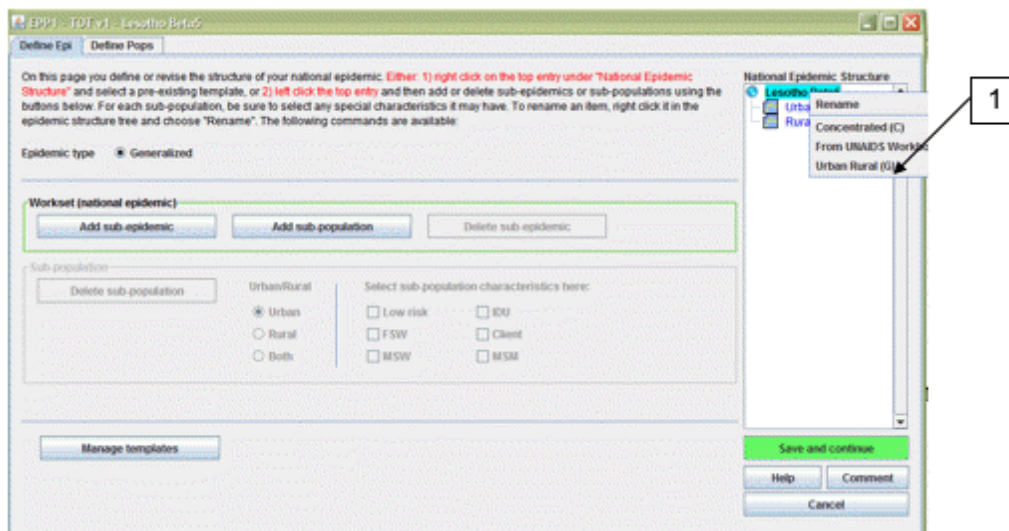 EPP1 - TOT v1 - Lesotho Beta5
Define Epi Define Pops
On this page you define or revise the structure of your national epidemic. Either: 1) right click on the top entry under "National Epidemic
Structure" and select a pre-existing template, or 2) left click the top entry and then add or delete sub-epidemics or sub-populations using the
buttons below. For each sub-population, be sure to select any special characteristics it may have. To rename an item, right click it in the
epidemic structure tree and choose "Rename". The following commands are available:
Epidemic type Generalized
Workset (national epidemic)
Add sub-epidemic Add sub-population Delete sub-epidemic
Sub-population
Delete sub-population
Urban/Rural
Urban
Rural
Both
Select sub-population characteristics here:
Low risk IDU
FSW Client
MSW MSM
Manage templates
National Epidemic Structure
Lesotho
Urba
Rura
Rename
Concentrated (C)
From UNAIDS Workb
Urban Rural (G)
1
Save and continue
Help Comment
Cancel